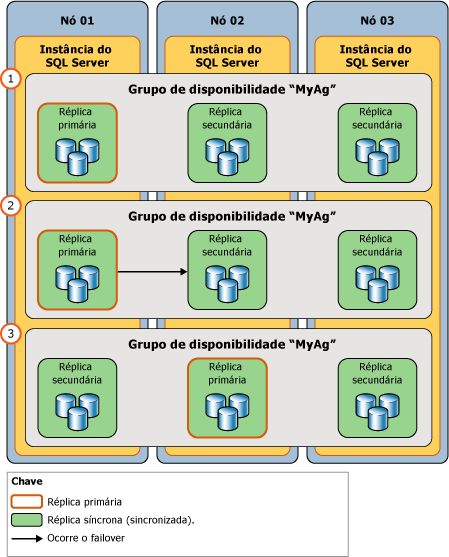 Nó 01
Nó 02
Nó 03
Instância do
SQL Server
Instância do
SQL Server
Instância do
SQL Server
1
Grupo de disponibilidade “MyAg”
Réplica
primária
Réplica
secundária
Réplica
secundária
2
Grupo de disponibilidade “MyAg”
Réplica
primária
Réplica
secundária
Réplica
secundária
3
Grupo de disponibilidade “MyAg”
Réplica
secundária
Réplica
primária
Réplica
secundária
Chave
Réplica primária
Réplica síncrona (sincronizada).
Ocorre o failover